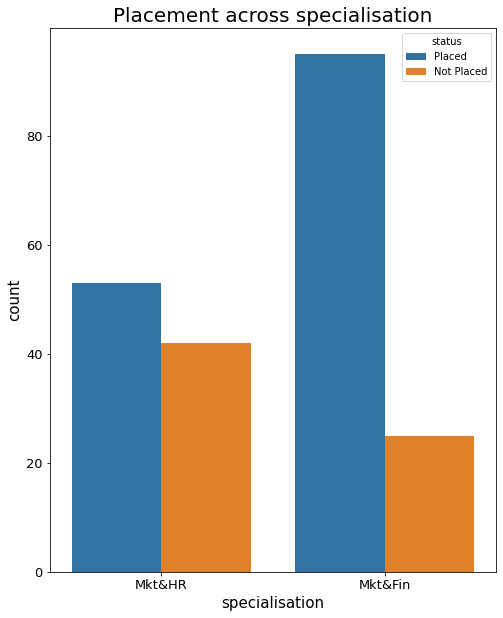 Placement across specialisation
status
Placed
Not Placed
count
80
60
40
20
0
Mkt&HR
Mkt&Fin
specialisation